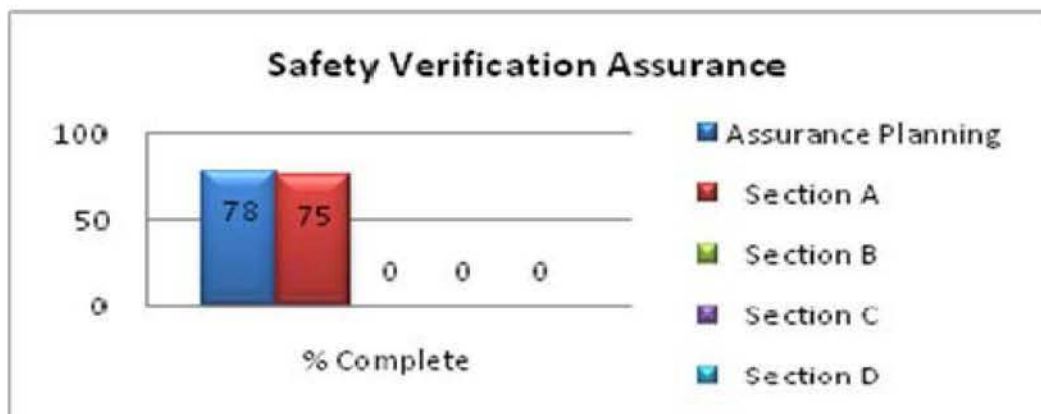 Safety Verification Assurance
100
50
0
78
75
0
0
0
% Complete
Assurance Planning
Section A
Section B
Section C
Section D